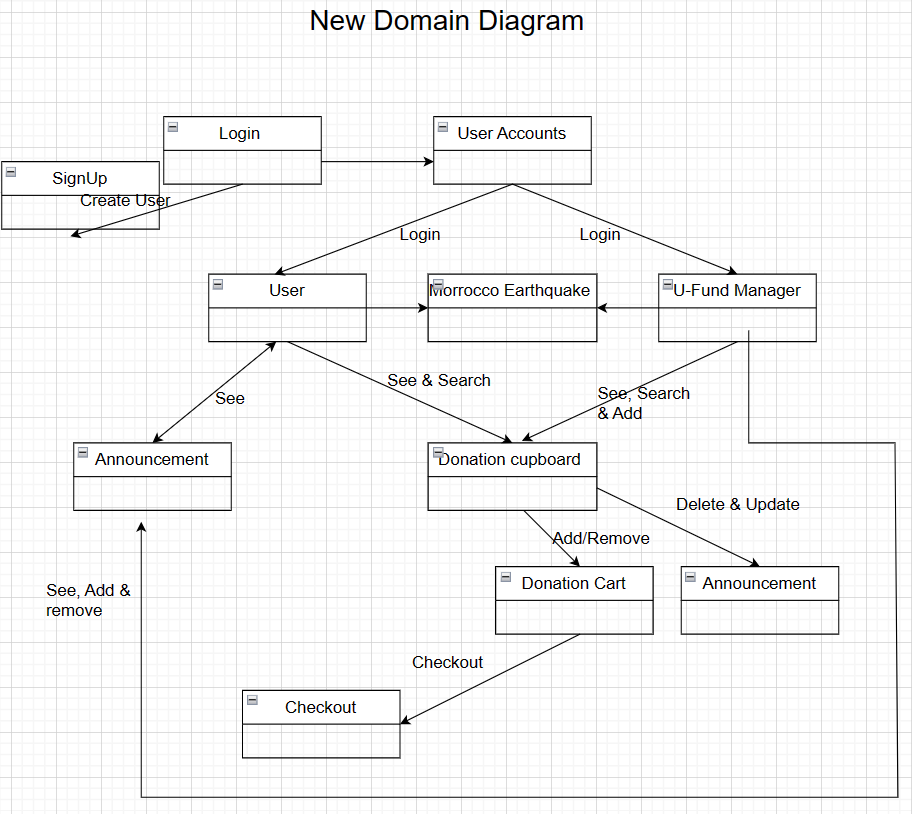 New Domain Diagram
Login
User Accounts
SignUp
Create User
Login
Login
User
Morrocco Earthquake
U-Fund Manager
See & Search
See, Search
& Add
See
Announcement
Donation cupboard
Delete & Update
Add/Remove
Donation Cart
Announcement
See, Add &
remove
Checkout
Checkout